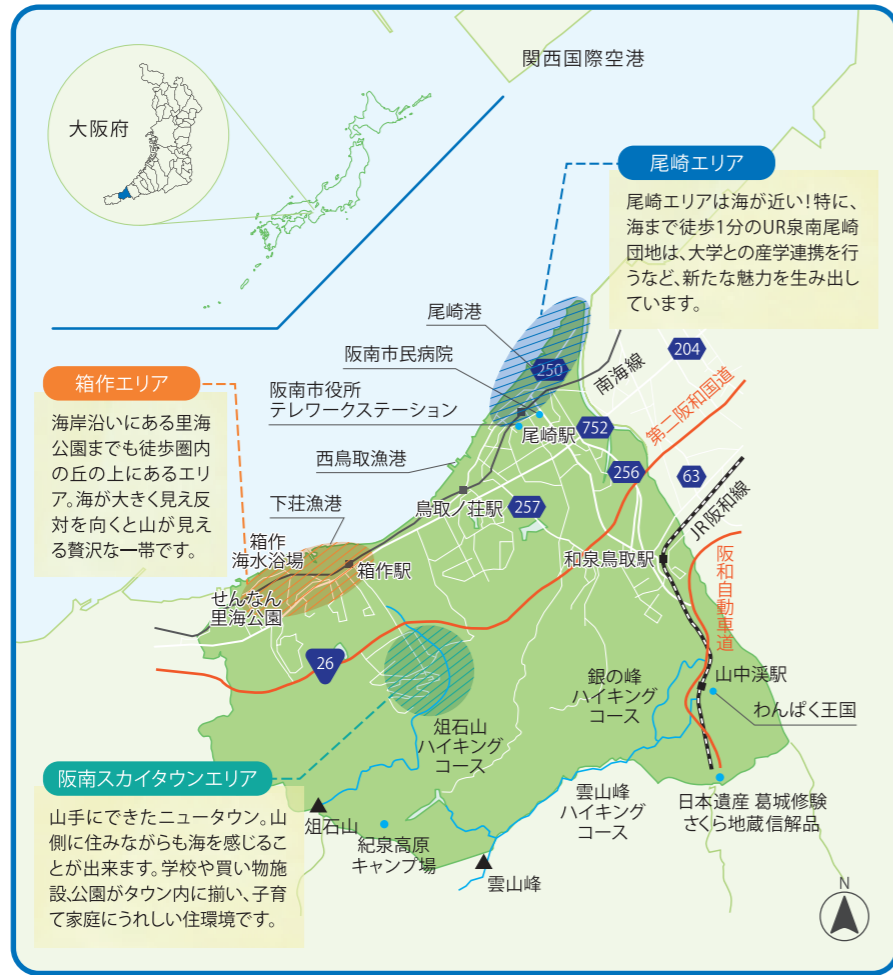 関西国際空港
大阪府
尾崎エリア
尾崎エリアは海が近い!特に、
海まで徒歩1分のUR泉南尾崎
団地は、大学との産学連携を行
うなど、新たな魅力を生み出し
ています。
尾崎港
阪南市民病院
阪南市役所
テレワークステーション
250
204
南海線
第二阪和国道
尾崎駅
752
箱作エリア
海岸沿いにある里海
公園までも徒歩圏内
の丘の上にあるエリ
ア。海が大きく見え反
対を向くと山が見え
る贅沢な一帯です。
西鳥取漁港
256
63
鳥取ノ荘駅
257
JR阪和線
下荘漁港
箱作
海水浴場
箱作駅
和泉鳥取駅
せんなん
里海公園
阪和自動車道
26
山中渓駅
わんぱく王国
銀の峰
ハイキング
コース
俎石山
ハイキング
コース
阪南スカイタウンエリア
山手にできたニュータウン。山
側に住みながらも海を感じるこ
とが出来ます。学校や買い物施
設、公園がタウン内に揃い、子育
て家庭にうれしい住環境です。
雲山峰
ハイキング
コース
日本遺産 葛城修験
さくら地蔵信解品
俎石山
紀泉高原
キャンプ場
雲山峰
N